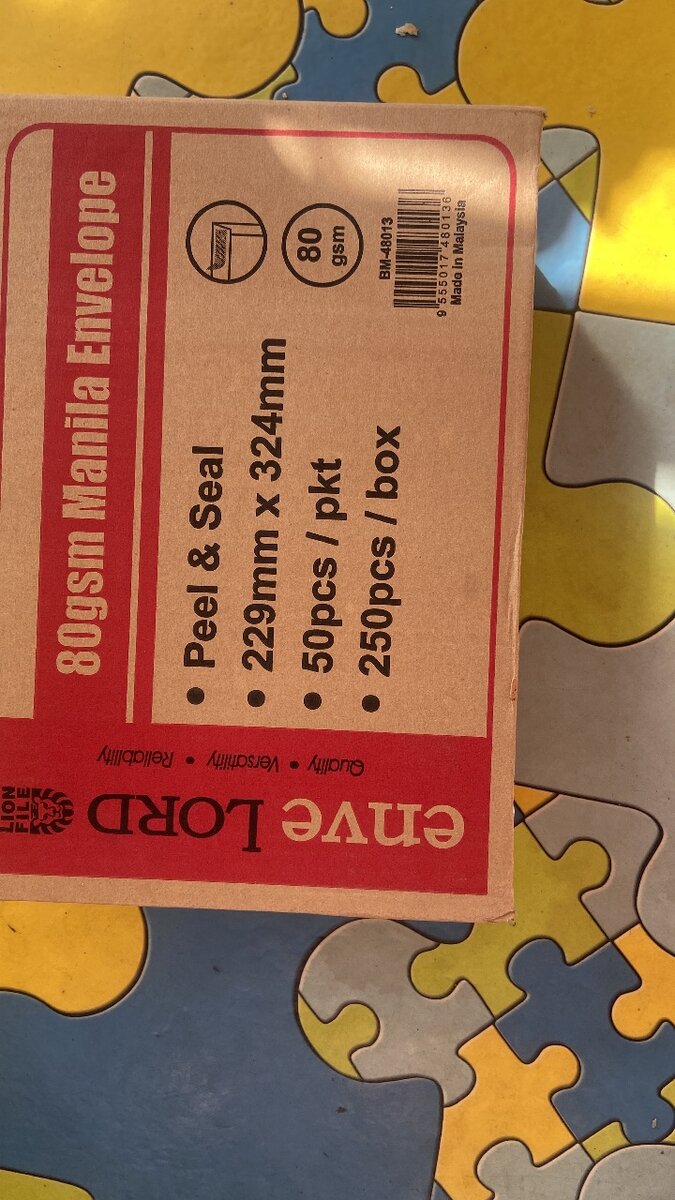 80gsm Manila Envelope
• Peel & Seal
• 229mm x 324mm
• 50pcs / pkt
• 250pcs / box
80
gsm
BM-48013
9 555017 480136
Made in Malaysia
enve LORD
Quality • Versatility • Reliability
LION
FILE